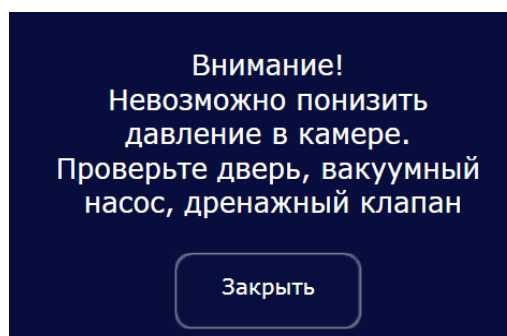 Внимание!
Невозможно понизить
давление в камере.
Проверьте дверь, вакуумный
насос, дренажный клапан
Закрыть